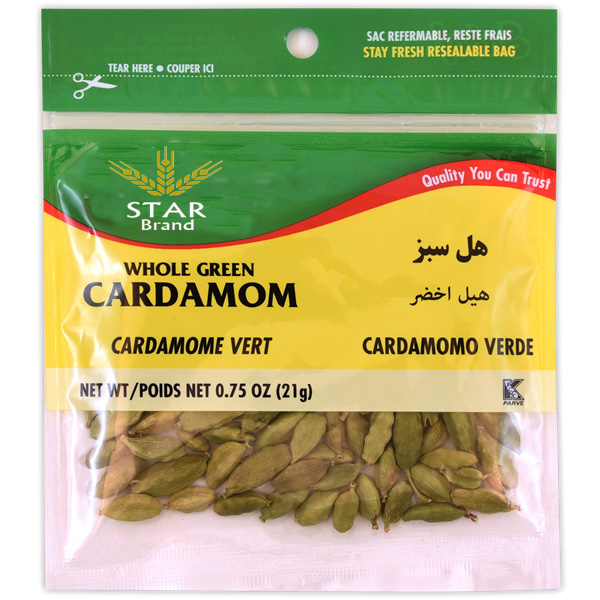 SAC REFERMABLE, RESTE FRAIS
STAY FRESH RESEALABLE BAG
TEAR HERE ● COUPER ICI
Quality You Can Trust
STAR
Brand
WHOLE GREEN
CARDAMOM
هل سبز
هيل اخضر
CARDAMOME VERT
CARDAMOMO VERDE
NET WT/POIDS NET 0.75 OZ (21g)
K
PARVE